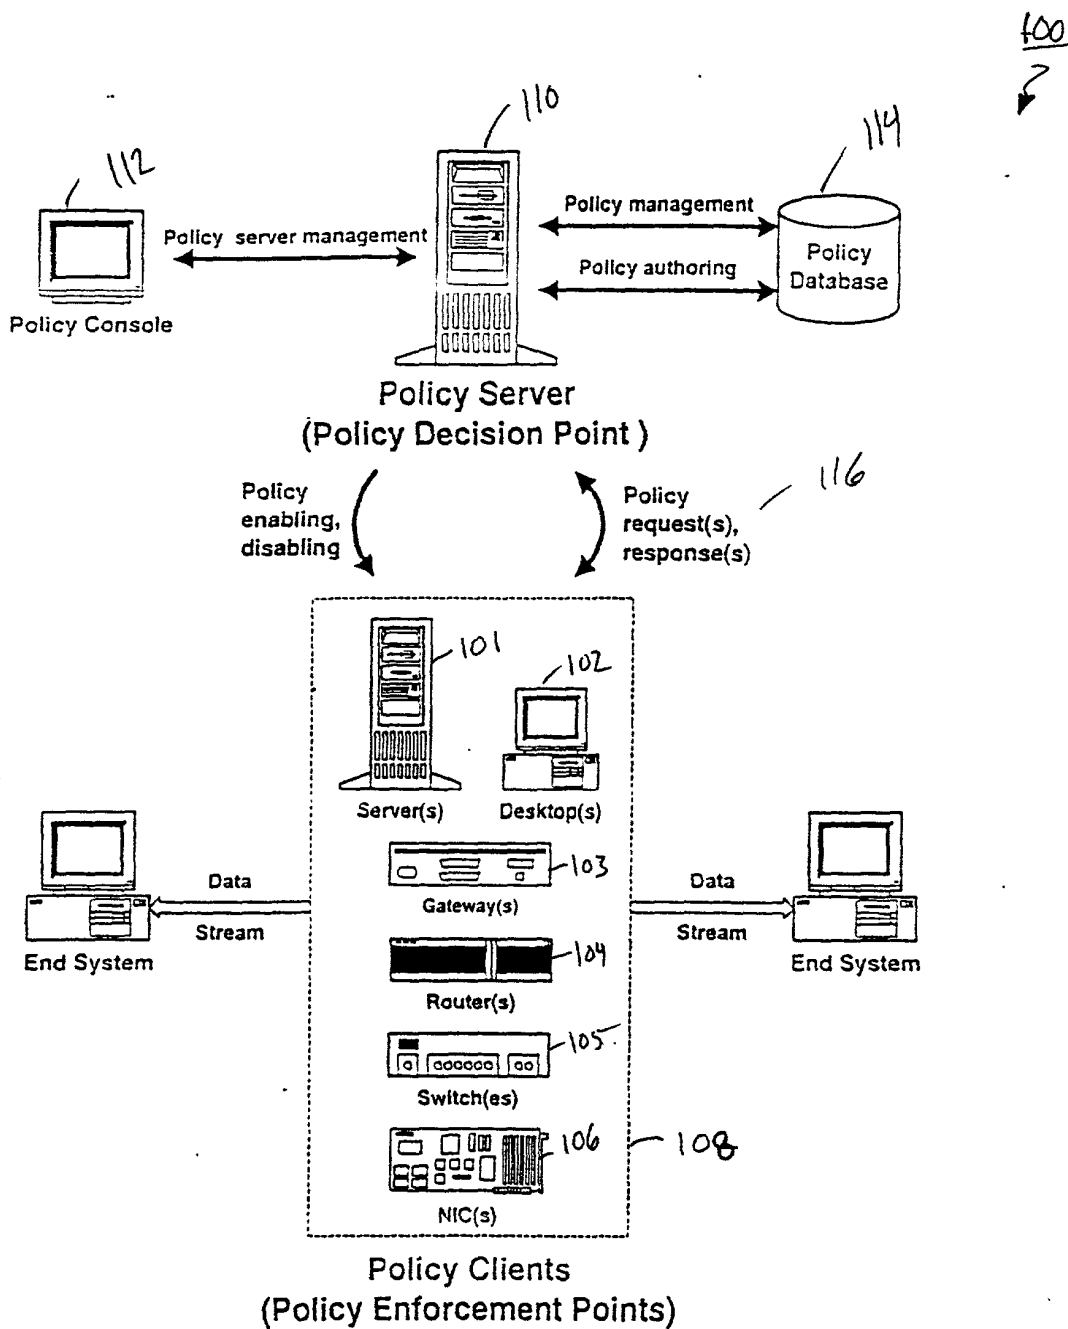 100
110
114
112
Policy management
Policy server management
Policy
Database
Policy authoring
Policy Console
Policy Server
(Policy Decision Point)
116
Policy
enabling,
disabling
Policy
request(s),
response(s)
101
102
Server(s)
Desktop(s)
103
Data
Stream
Gateway(s)
Data
Stream
End System
104
End System
Router(s)
105
Switch(es)
106
108
NIC(s)
Policy Clients
(Policy Enforcement Points)